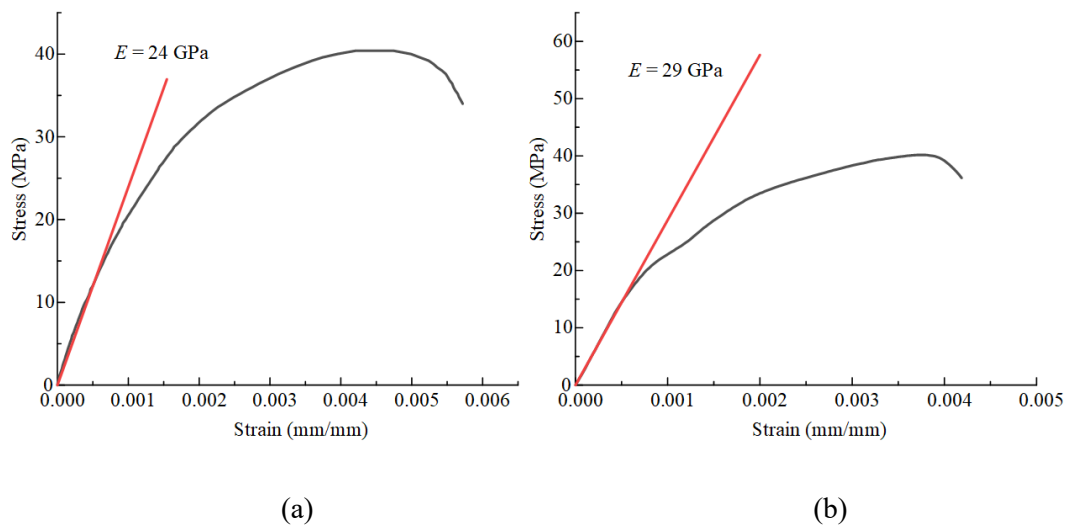 E = 24 GPa
Stress (MPa)
40
30
20
10
0
0.000 0.001 0.002 0.003 0.004 0.005 0.006
Strain (mm/mm)
(a)
E = 29 GPa
Stress (MPa)
60
50
40
30
20
10
0
0.000 0.001 0.002 0.003 0.004 0.005
Strain (mm/mm)
(b)